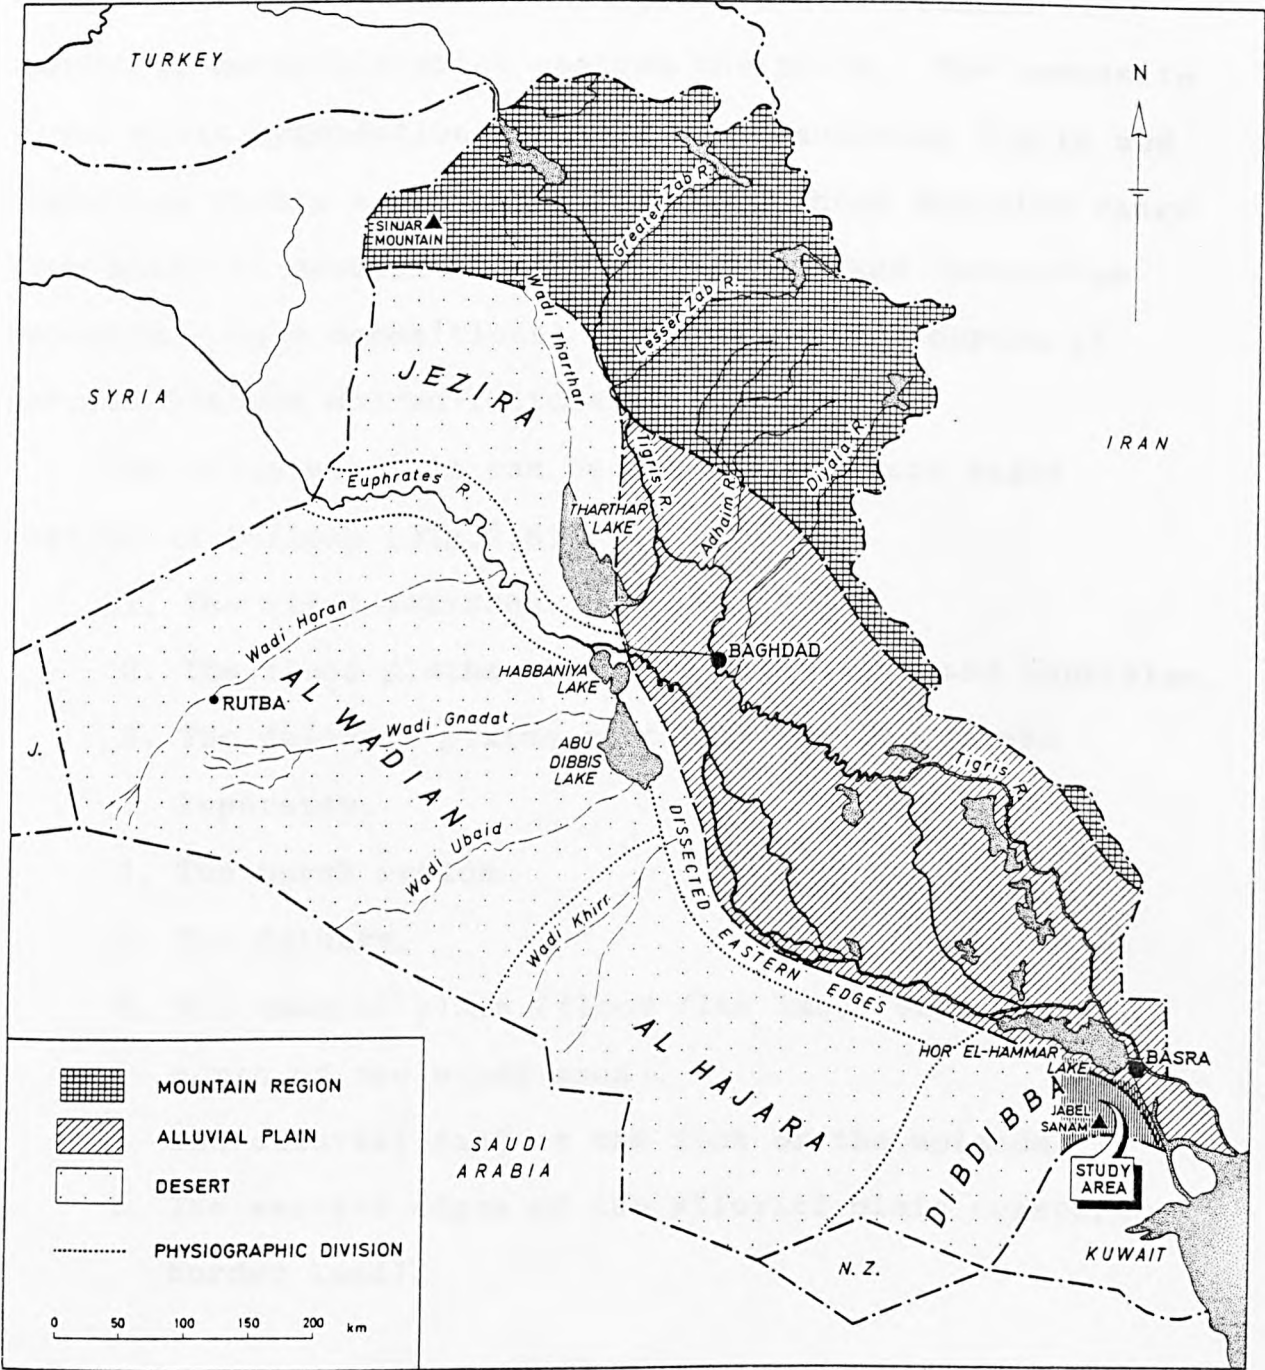 TURKEY
N
SINJAR
MOUNTAIN
Greater Zab R.
Lesser Zab R.
Wadi Tharthar
JEZIRA
SYRIA
IRAN
Tigris R.
Diyala R.
Adhaim R.
Euphrates R.
THARTHAR
LAKE
Wadi Horan
BAGHDAD
HABBANIYA
LAKE
RUTBA
AL WADIAN
Wadi Gnadat
J.
ABU
DIBBIS
LAKE
Tigris R.
Wadi Ubaid
DISSECTED EASTERN EDGES
Wadi Khirr
AL HAJARA
HOR EL-HAMMAR
LAKE
BASRA
DIBDIBBA
JABEL
SANAM
STUDY
AREA
SAUDI
ARABIA
N.Z.
KUWAIT
MOUNTAIN REGION
ALLUVIAL PLAIN
DESERT
PHYSIOGRAPHIC DIVISION
0 50 100 150 200 km